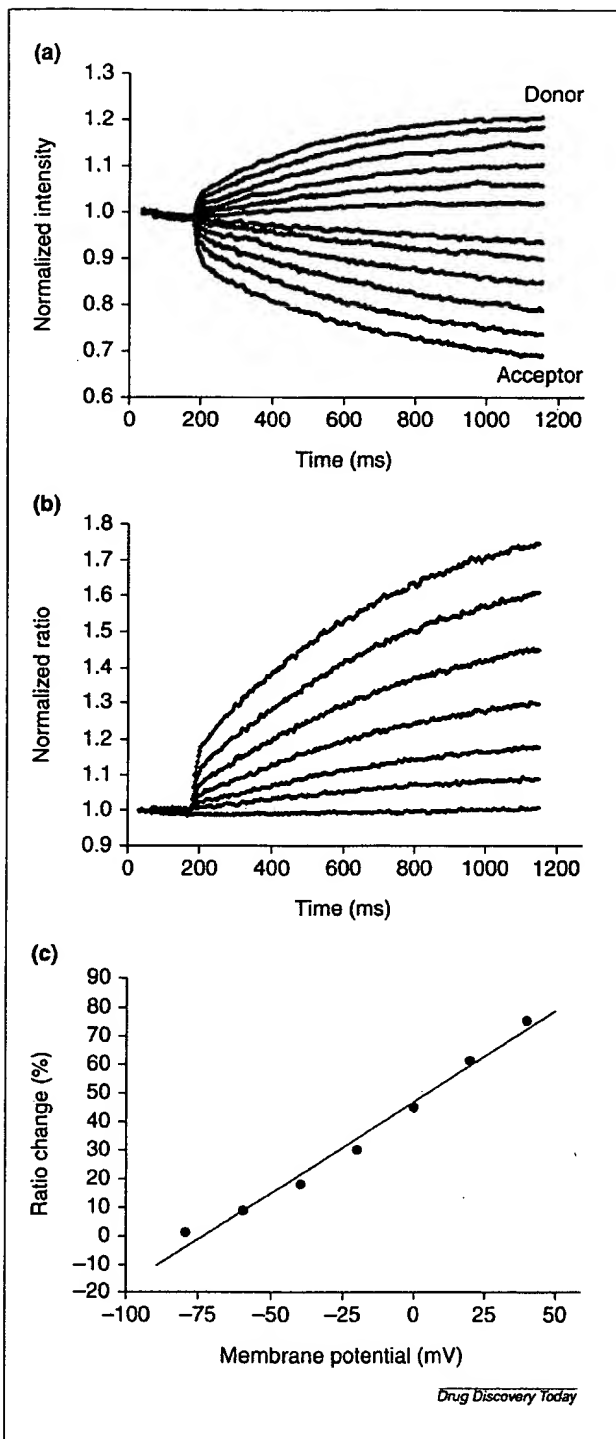 (a)
1.3
1.2
1.1
1.0
0.9
0.8
0.7
0.6
Normalized intensity
Donor
Acceptor
0 200 400 600 800 1000 1200
Time (ms)
(b)
1.8
1.7
1.6
1.5
1.4
1.3
1.2
1.1
1.0
0.9
Normalized ratio
0 200 400 600 800 1000 1200
Time (ms)
(c)
90
80
70
60
50
40
30
20
10
0
−10
−20
Ratio change (%)
−100 −75 −50 −25 0 25 50
Membrane potential (mV)
Drug Discovery Today